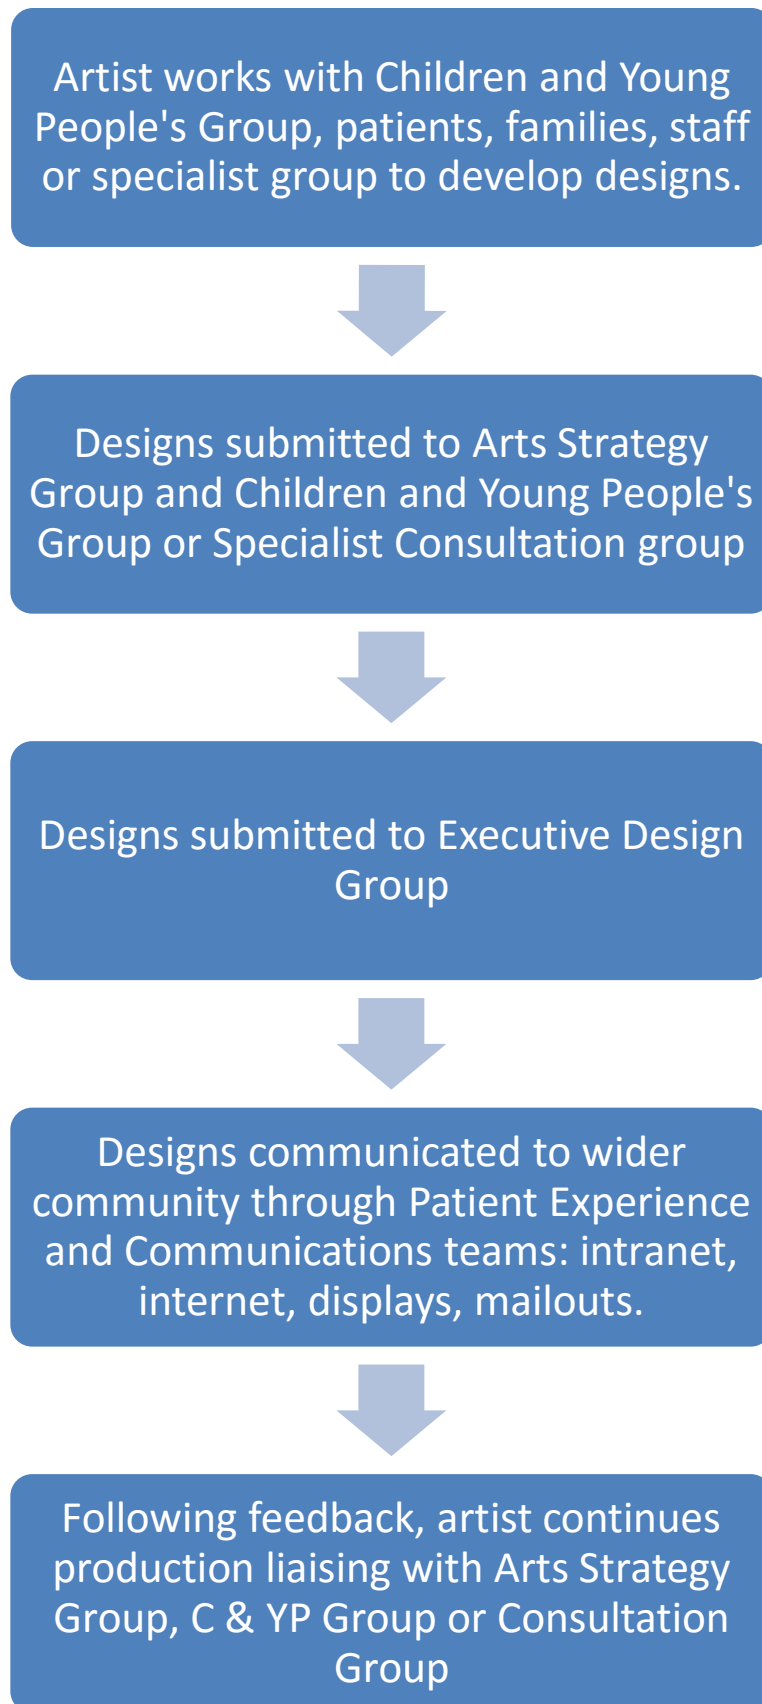 Artist works with Children and Young
People's Group, patients, families, staff
or specialist group to develop designs.
Designs submitted to Arts Strategy
Group and Children and Young People's
Group or Specialist Consultation group
Designs submitted to Executive Design
Group
Designs communicated to wider
community through Patient Experience
and Communications teams: intranet,
internet, displays, mailouts.
Following feedback, artist continues
production liaising with Arts Strategy
Group, C & YP Group or Consultation
Group